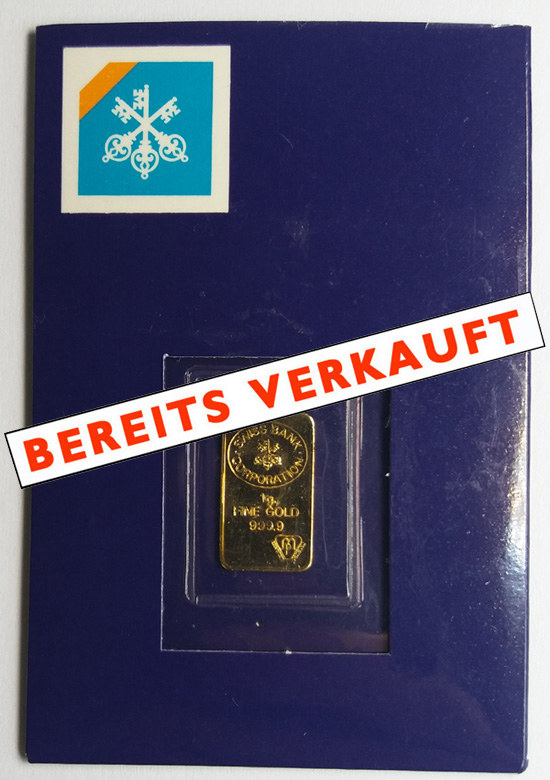 BEREITS VERKAUFT
SWISS BANK
CORPORATION
1g
FINE GOLD
999.9